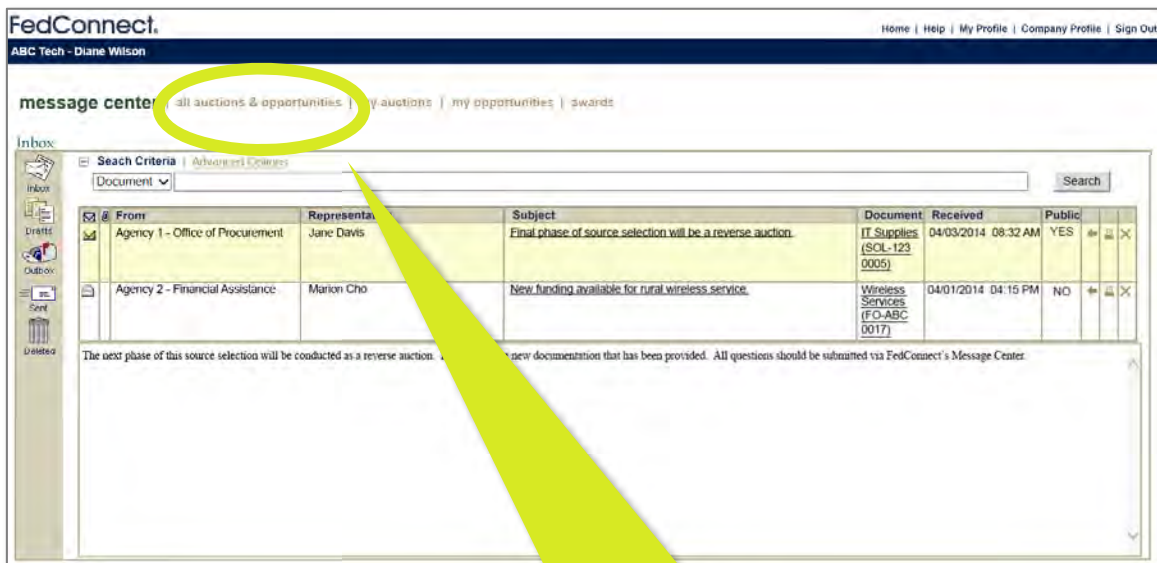 FedConnect.
Home | Help | My Profile | Company Profile | Sign Out
ABC Tech - Diane Wilson
message center | all auctions & opportunities | my auctions | my opportunities | awards
Inbox
Seach Criteria | Advanced
Document
Search
From Representat Subject Document Received Public
Agency 1 - Office of Procurement Jane Davis Final phase of source selection will be a reverse auction. IT Supplies 04/03/2014 08:32 AM YES
(SOL-123
0005)
Agency 2 - Financial Assistance Marion Cho New funding available for rural wireless service. Wireless 04/01/2014 04:15 PM NO
Services
(FO-ABC
0017)
Inbox
Drafts
Outbox
Sent
Deleted
The next phase of this source selection will be conducted as a reverse auction. new documentation that has been provided. All questions should be submitted via FedConnect's Message Center.